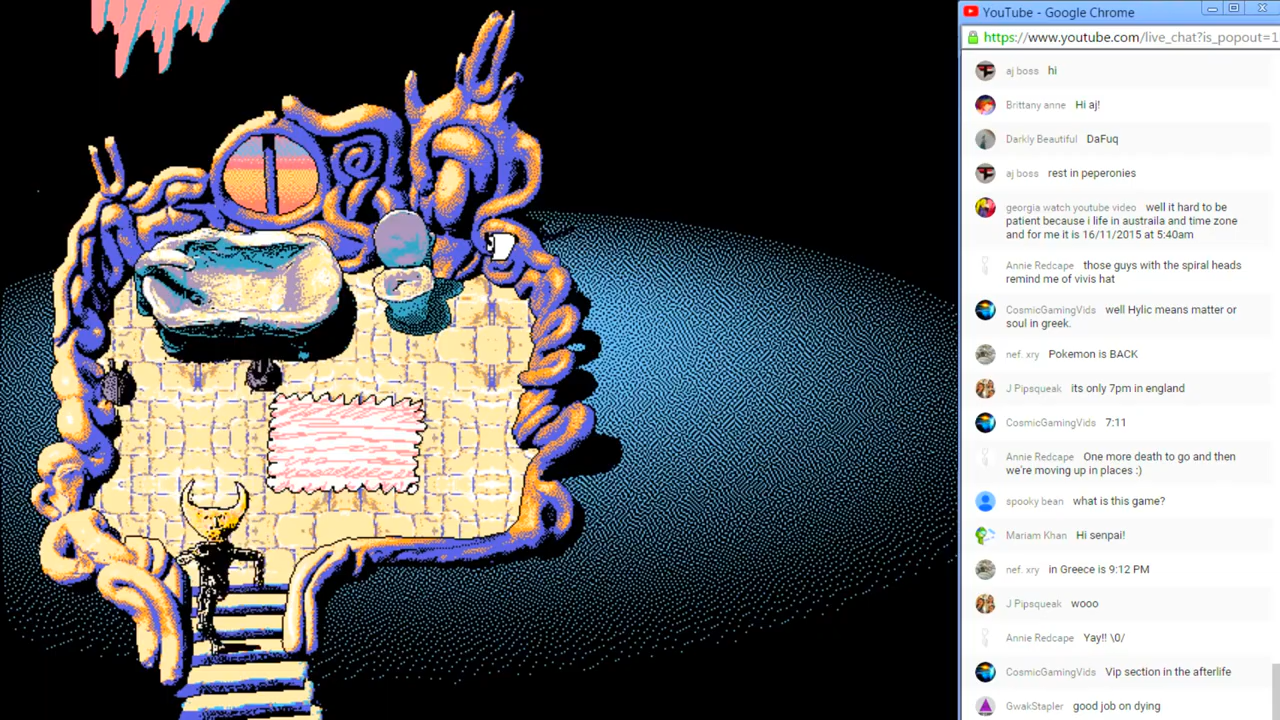 YouTube - Google Chrome
https://www.youtube.com/live_chat?is_popout=1
aj boss hi
Brittany anne Hi aj!
Darkly Beautiful DaFuq
aj boss rest in peperonies
georgia watch youtube video well it hard to be
patient because i life in austraila and time zone
and for me it is 16/11/2015 at 5:40am
Annie Redcape those guys with the spiral heads
remind me of vivis hat
CosmicGamingVids well Hylic means matter or
soul in greek.
nef. xry Pokemon is BACK
J Pipsqueak its only 7pm in england
CosmicGamingVids 7:11
Annie Redcape One more death to go and then
we're moving up in places :)
spooky bean what is this game?
Mariam Khan Hi senpai!
nef. xry in Greece is 9:12 PM
J Pipsqueak wooo
Annie Redcape Yay!! \0/
CosmicGamingVids Vip section in the afterlife
GwakStapler good job on dying